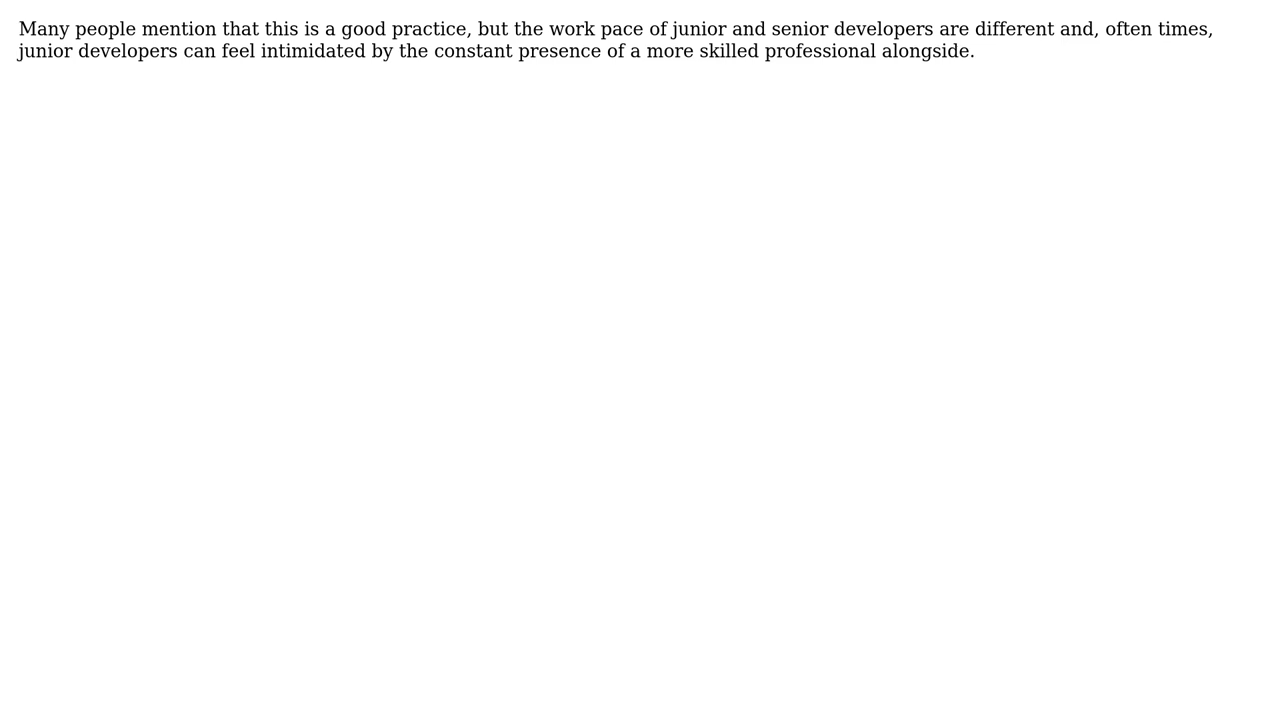 Many people mention that this is a good practice, but the work pace of junior and senior developers are different and, often times,
junior developers can feel intimidated by the constant presence of a more skilled professional alongside.